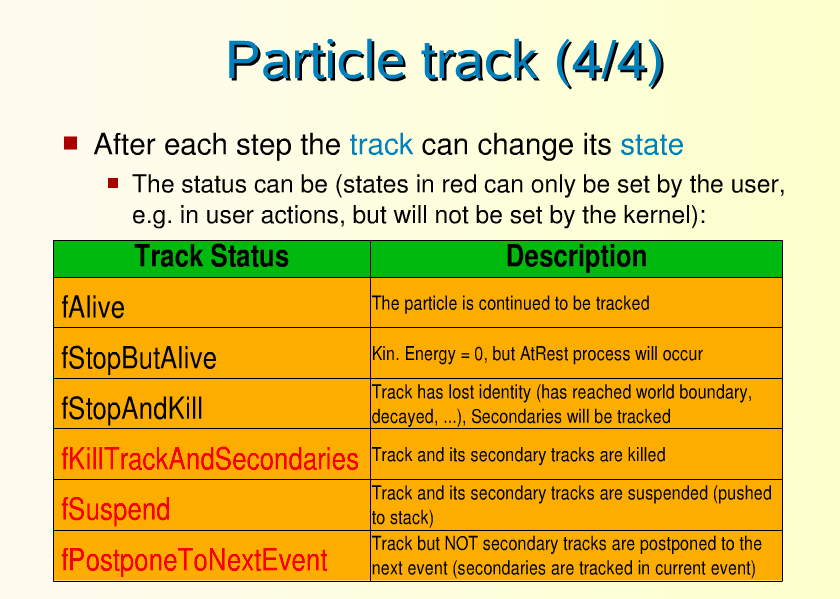 Particle track (4/4)
After each step the track can change its state
The status can be (states in red can only be set by the user,
e.g. in user actions, but will not be set by the kernel):
Track Status Description
fAlive The particle is continued to be tracked
fStopButAlive Kin. Energy = 0, but AtRest process will occur
fStopAndKill Track has lost identity (has reached world boundary,
decayed, ...), Secondaries will be tracked
fKillTrackAndSecondaries Track and its secondary tracks are killed
fSuspend Track and its secondary tracks are suspended (pushed
to stack)
fPostponeToNextEvent Track but NOT secondary tracks are postponed to the
next event (secondaries are tracked in current event)